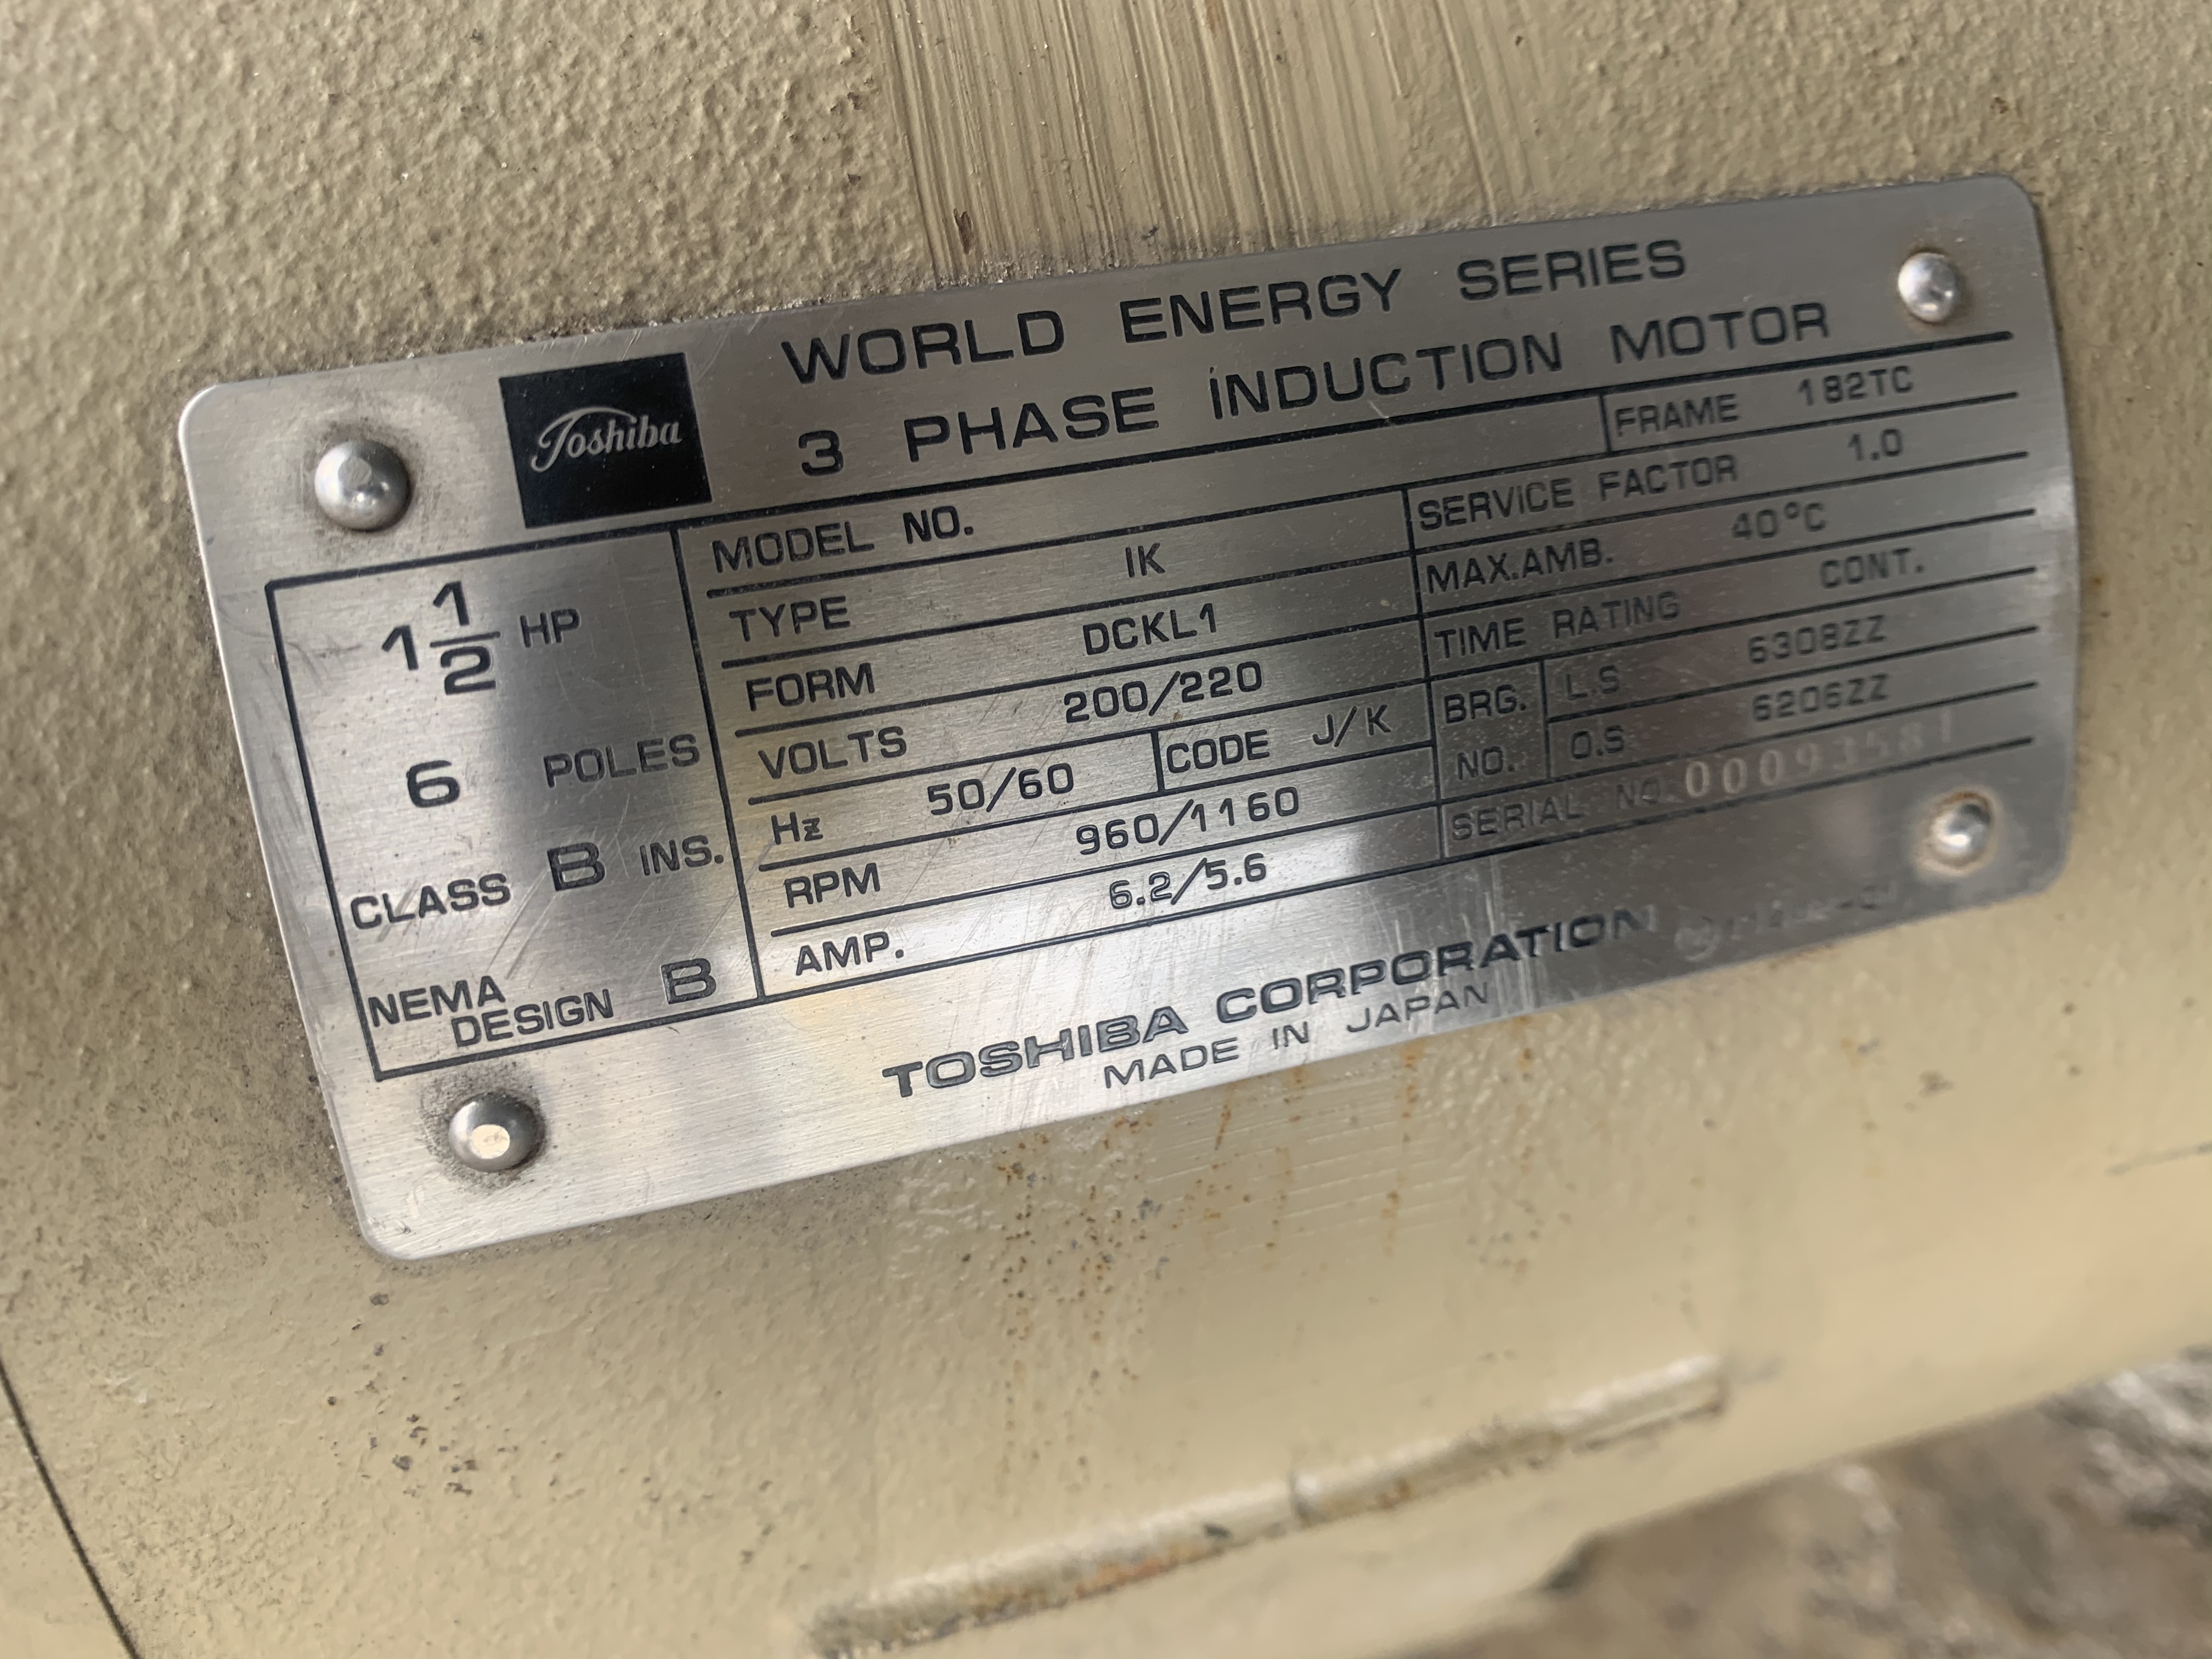 Toshiba
WORLD ENERGY SERIES
3 PHASE INDUCTION MOTOR
1 1/2 HP
6 POLES
CLASS B INS.
NEMA
DESIGN B
MODEL NO.
TYPE IK
FORM DCKL1
VOLTS 200/220
Hz 50/60 CODE J/K
RPM 960/1160
AMP. 6.2/5.6
FRAME 182TC
SERVICE FACTOR 1.0
MAX.AMB. 40°C
TIME RATING CONT.
BRG. NO. L.S 6308ZZ
O.S 6206ZZ
SERIAL NO.
TOSHIBA CORPORATION
MADE IN JAPAN